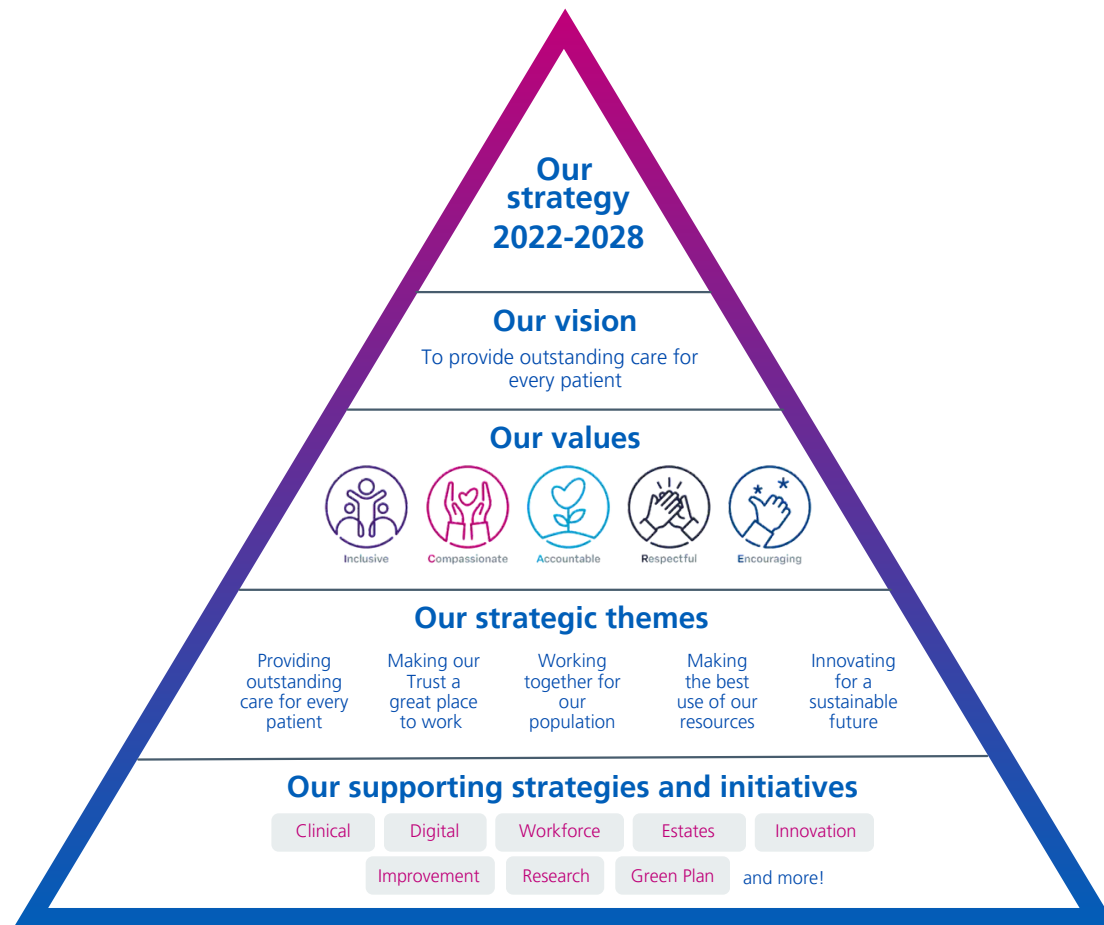 Our
strategy
2022-2028
Our vision
To provide outstanding care for
every patient
Our values
Inclusive
Compassionate
Accountable
Respectful
Encouraging
Our strategic themes
Providing
outstanding
care for every
patient
Making our
Trust a
great place
to work
Working
together for
our
population
Making
the best
use of our
resources
Innovating
for a
sustainable
future
Our supporting strategies and initiatives
Clinical
Digital
Workforce
Estates
Innovation
Improvement
Research
Green Plan
and more!